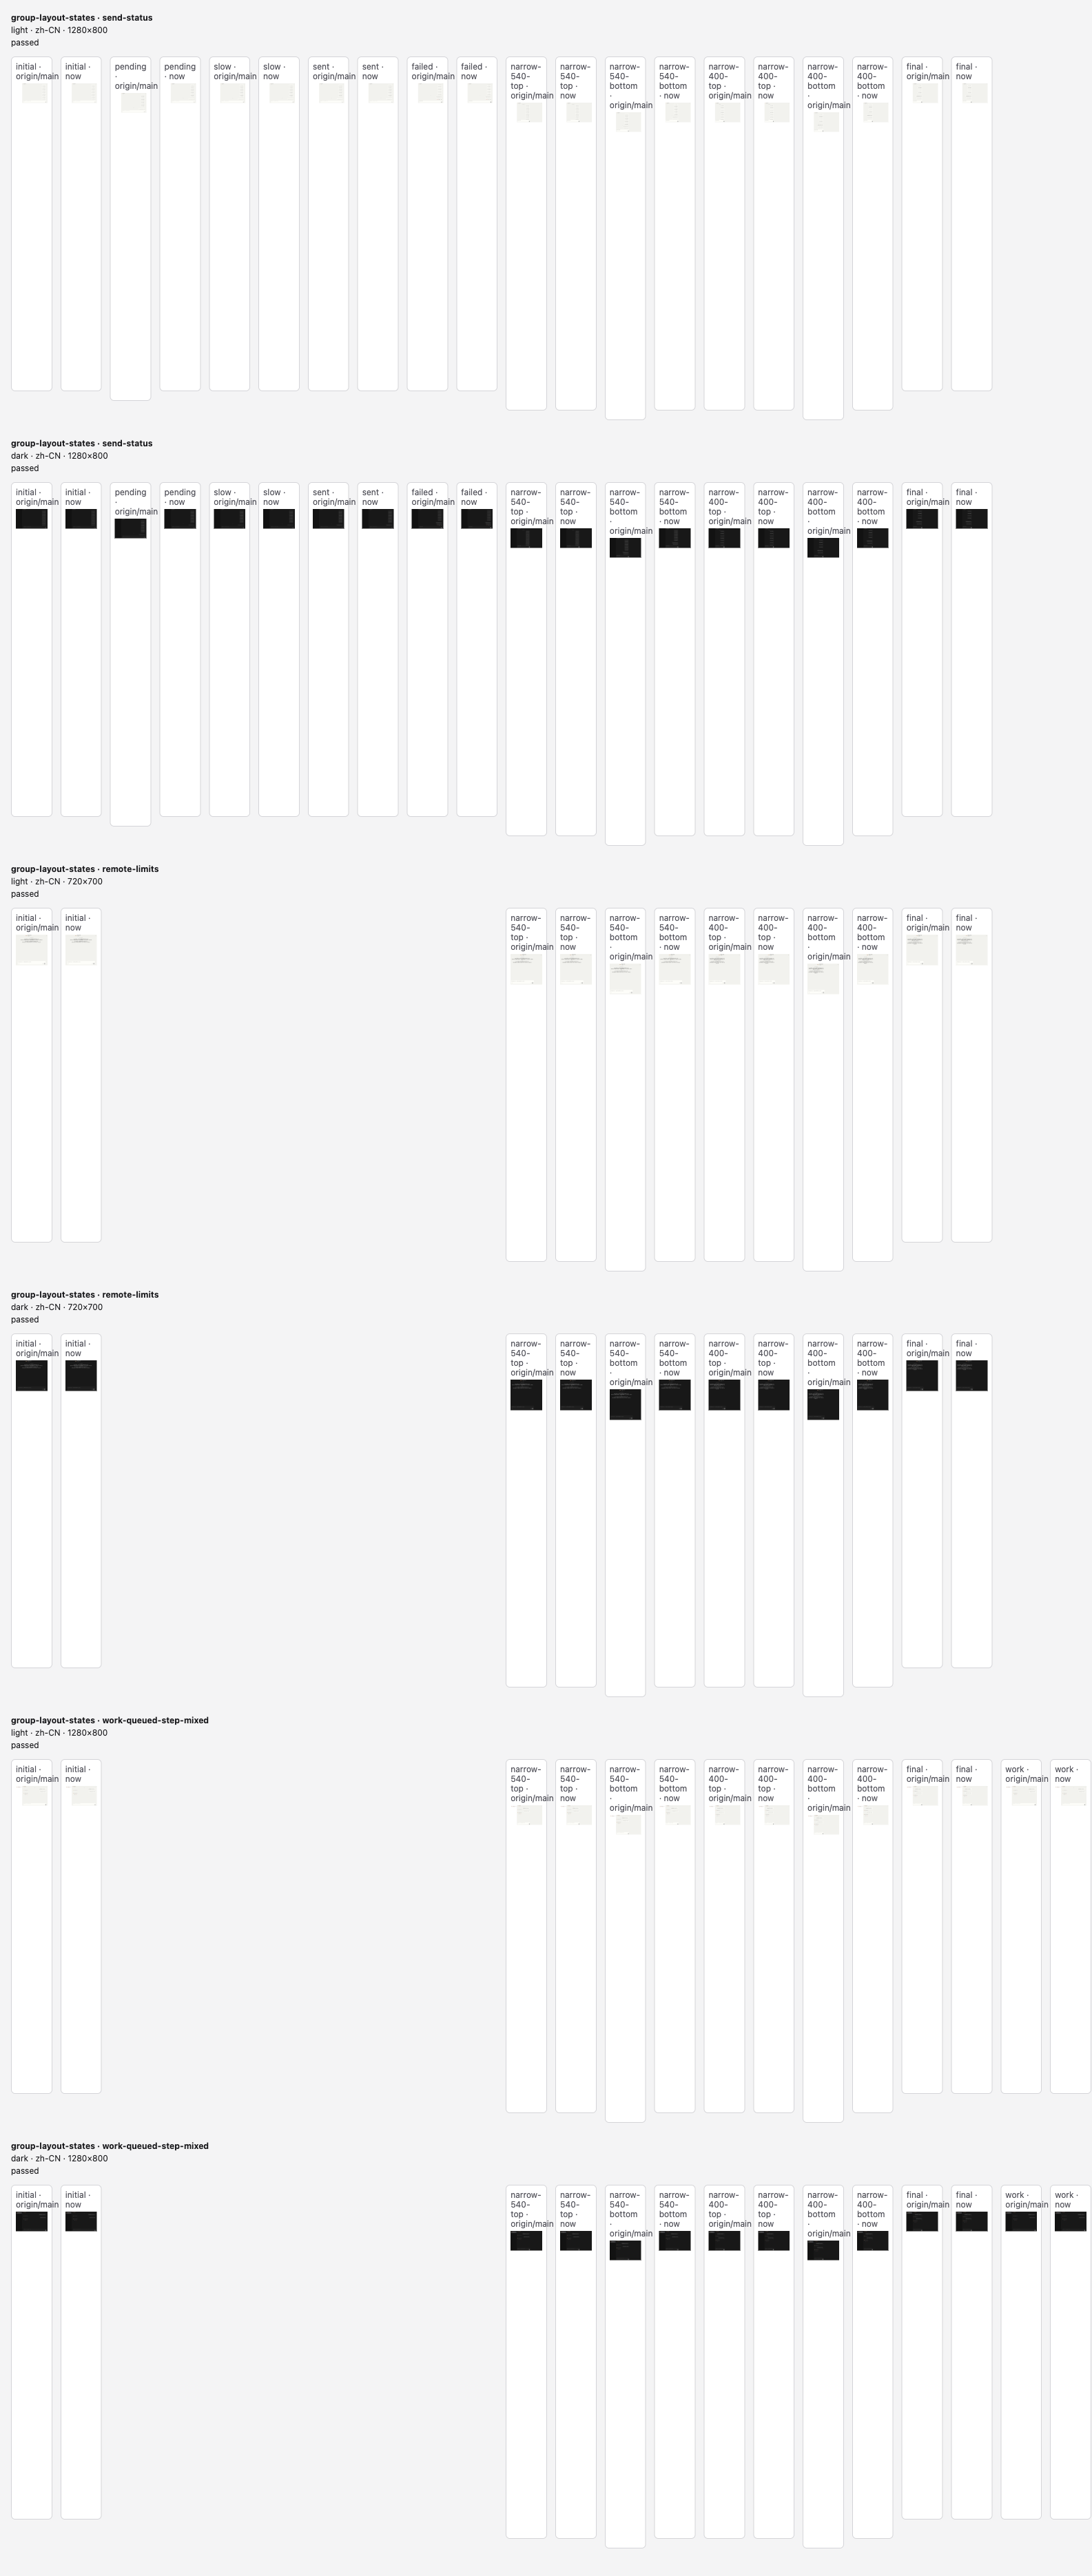 group-layout-states · send-status
light · zh-CN · 1280×800
passed
initial ·
origin/main
initial ·
now
pending
·
origin/main
pending
· now
slow ·
origin/main
slow ·
now
sent ·
origin/main
sent ·
now
failed ·
origin/main
failed ·
now
narrow-
540-
top ·
origin/main
narrow-
540-
top ·
now
narrow-
540-
bottom
·
origin/main
narrow-
540-
bottom
· now
narrow-
400-
top ·
origin/main
narrow-
400-
top ·
now
narrow-
400-
bottom
·
origin/main
narrow-
400-
bottom
· now
final ·
origin/main
final ·
now
group-layout-states · send-status
dark · zh-CN · 1280×800
passed
initial ·
origin/main
initial ·
now
pending
·
origin/main
pending
· now
slow ·
origin/main
slow ·
now
sent ·
origin/main
sent ·
now
failed ·
origin/main
failed ·
now
narrow-
540-
top ·
origin/main
narrow-
540-
top ·
now
narrow-
540-
bottom
·
origin/main
narrow-
540-
bottom
· now
narrow-
400-
top ·
origin/main
narrow-
400-
top ·
now
narrow-
400-
bottom
·
origin/main
narrow-
400-
bottom
· now
final ·
origin/main
final ·
now
group-layout-states · remote-limits
light · zh-CN · 720×700
passed
initial ·
origin/main
initial ·
now
narrow-
540-
top ·
origin/main
narrow-
540-
top ·
now
narrow-
540-
bottom
·
origin/main
narrow-
540-
bottom
· now
narrow-
400-
top ·
origin/main
narrow-
400-
top ·
now
narrow-
400-
bottom
·
origin/main
narrow-
400-
bottom
· now
final ·
origin/main
final ·
now
group-layout-states · remote-limits
dark · zh-CN · 720×700
passed
initial ·
origin/main
initial ·
now
narrow-
540-
top ·
origin/main
narrow-
540-
top ·
now
narrow-
540-
bottom
·
origin/main
narrow-
540-
bottom
· now
narrow-
400-
top ·
origin/main
narrow-
400-
top ·
now
narrow-
400-
bottom
·
origin/main
narrow-
400-
bottom
· now
final ·
origin/main
final ·
now
group-layout-states · work-queued-step-mixed
light · zh-CN · 1280×800
passed
initial ·
origin/main
initial ·
now
narrow-
540-
top ·
origin/main
narrow-
540-
top ·
now
narrow-
540-
bottom
·
origin/main
narrow-
540-
bottom
· now
narrow-
400-
top ·
origin/main
narrow-
400-
top ·
now
narrow-
400-
bottom
·
origin/main
narrow-
400-
bottom
· now
final ·
origin/main
final ·
now
work ·
origin/main
work ·
now
group-layout-states · work-queued-step-mixed
dark · zh-CN · 1280×800
passed
initial ·
origin/main
initial ·
now
narrow-
540-
top ·
origin/main
narrow-
540-
top ·
now
narrow-
540-
bottom
·
origin/main
narrow-
540-
bottom
· now
narrow-
400-
top ·
origin/main
narrow-
400-
top ·
now
narrow-
400-
bottom
·
origin/main
narrow-
400-
bottom
· now
final ·
origin/main
final ·
now
work ·
origin/main
work ·
now